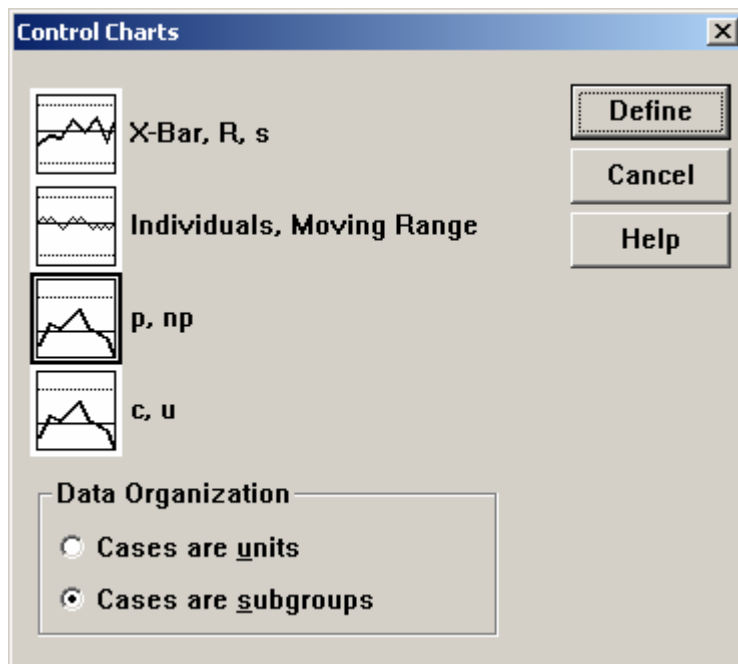 Control Charts
X-Bar, R, s
Individuals, Moving Range
p, np
c, u
Define
Cancel
Help
Data Organization
Cases are units
Cases are subgroups